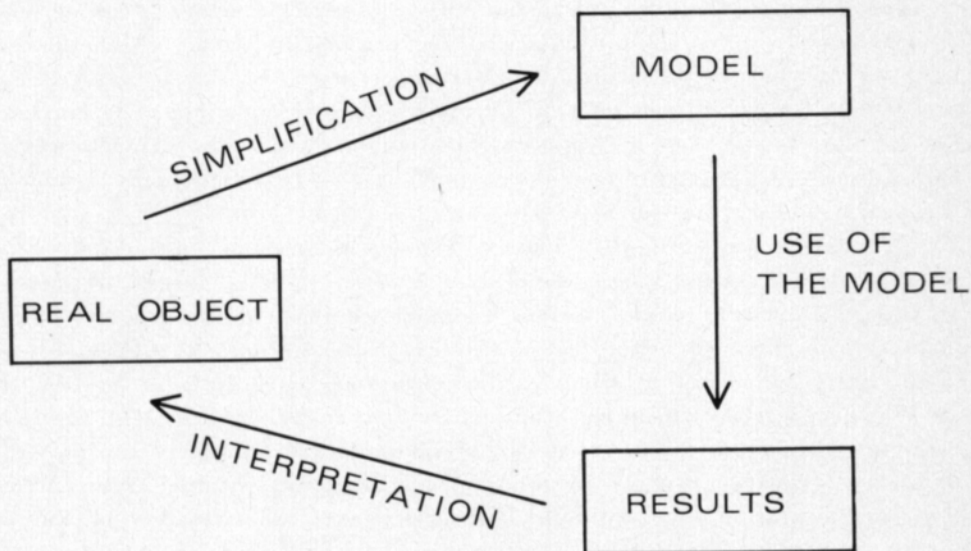 MODEL
SIMPLIFICATION
USE OF
THE MODEL
REAL OBJECT
INTERPRETATION
RESULTS